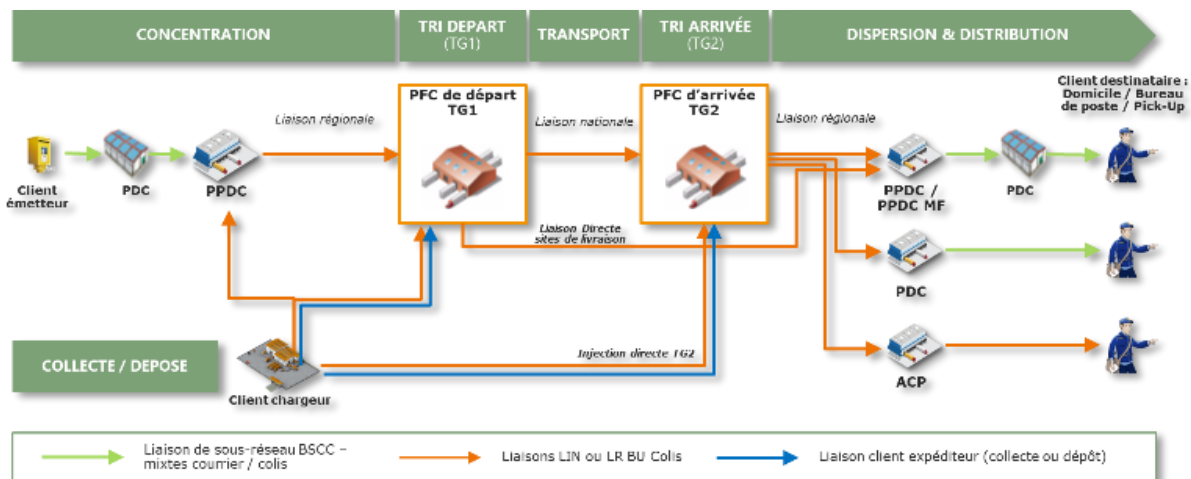 CONCENTRATION
TRI DEPART
(TG1)
TRANSPORT
TRI ARRIVÉE
(TG2)
DISPERSION & DISTRIBUTION
Client destinataire :
Domicile / Bureau
de poste / Pick-Up
PFC de départ
TG1
PFC d'arrivée
TG2
Liaison régionale
Liaison nationale
Liaison régionale
Client
émetteur
PDC
PPDC
PPDC /
PPDC MF
PDC
Liaison Directe
sites de livraison
PDC
COLLECTE / DEPOSE
Injection directe TG2
Client chargeur
ACP
Liaison de sous-réseau BSCC –
mixtes courrier / colis
Liaisons LIN ou LR BU Colis
Liaison client expéditeur (collecte ou dépôt)